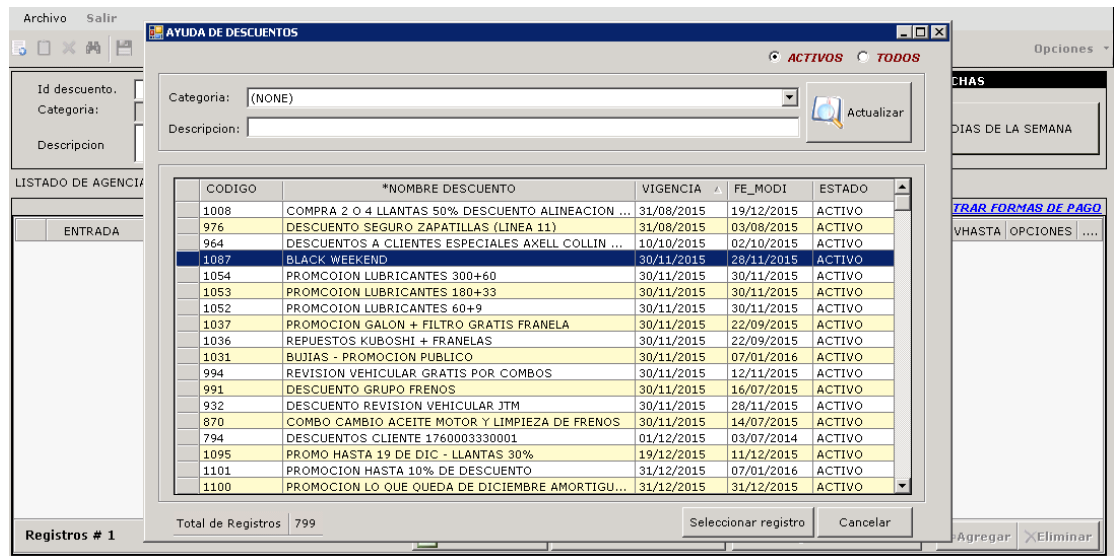 Archivo Salir
AYUDA DE DESCUENTOS
ACTIVOS TODOS
Opciones
Id descuento.
Categoria:
Descripcion
Categoria: (NONE)
Descripcion:
Actualizar
CHAS
DIAS DE LA SEMANA
LISTADO DE AGENCIA
TRAR FORMAS DE PAGO
ENTRADA
VHASTA OPCIONES ....
CODIGO *NOMBRE DESCUENTO VIGENCIA FE_MODI ESTADO
1008 COMPRA 2 O 4 LLANTAS 50% DESCUENTO ALINEACION ... 31/08/2015 19/12/2015 ACTIVO
976 DESCUENTO SEGURO ZAPATILLAS (LINEA 11) 31/08/2015 03/08/2015 ACTIVO
964 DESCUENTOS A CLIENTES ESPECIALES AXELL COLLIN ... 10/10/2015 02/10/2015 ACTIVO
1087 BLACK WEEKEND 30/11/2015 28/11/2015 ACTIVO
1054 PROMCOION LUBRICANTES 300+60 30/11/2015 30/11/2015 ACTIVO
1053 PROMCOION LUBRICANTES 180+33 30/11/2015 30/11/2015 ACTIVO
1052 PROMCOION LUBRICANTES 60+9 30/11/2015 30/11/2015 ACTIVO
1037 PROMOCION GALON + FILTRO GRATIS FRANELA 30/11/2015 22/09/2015 ACTIVO
1036 REPUESTOS KUBOSHI + FRANELAS 30/11/2015 22/09/2015 ACTIVO
1031 BUJIAS - PROMOCION PUBLICO 30/11/2015 07/01/2016 ACTIVO
994 REVISION VEHICULAR GRATIS POR COMBOS 30/11/2015 12/11/2015 ACTIVO
991 DESCUENTO GRUPO FRENOS 30/11/2015 16/07/2015 ACTIVO
932 DESCUENTO REVISION VEHICULAR JTM 30/11/2015 28/11/2015 ACTIVO
870 COMBO CAMBIO ACEITE MOTOR Y LIMPIEZA DE FRENOS 30/11/2015 14/07/2015 ACTIVO
794 DESCUENTOS CLIENTE 1760003330001 01/12/2015 03/07/2014 ACTIVO
1095 PROMO HASTA 19 DE DIC - LLANTAS 30% 19/12/2015 11/12/2015 ACTIVO
1101 PROMOCION HASTA 10% DE DESCUENTO 31/12/2015 07/01/2016 ACTIVO
1100 PROMOCION LO QUE QUEDA DE DICIEMBRE AMORTIGU... 31/12/2015 31/12/2015 ACTIVO
Total de Registros 799
Seleccionar registro Cancelar
Registros # 1
Agregar Eliminar